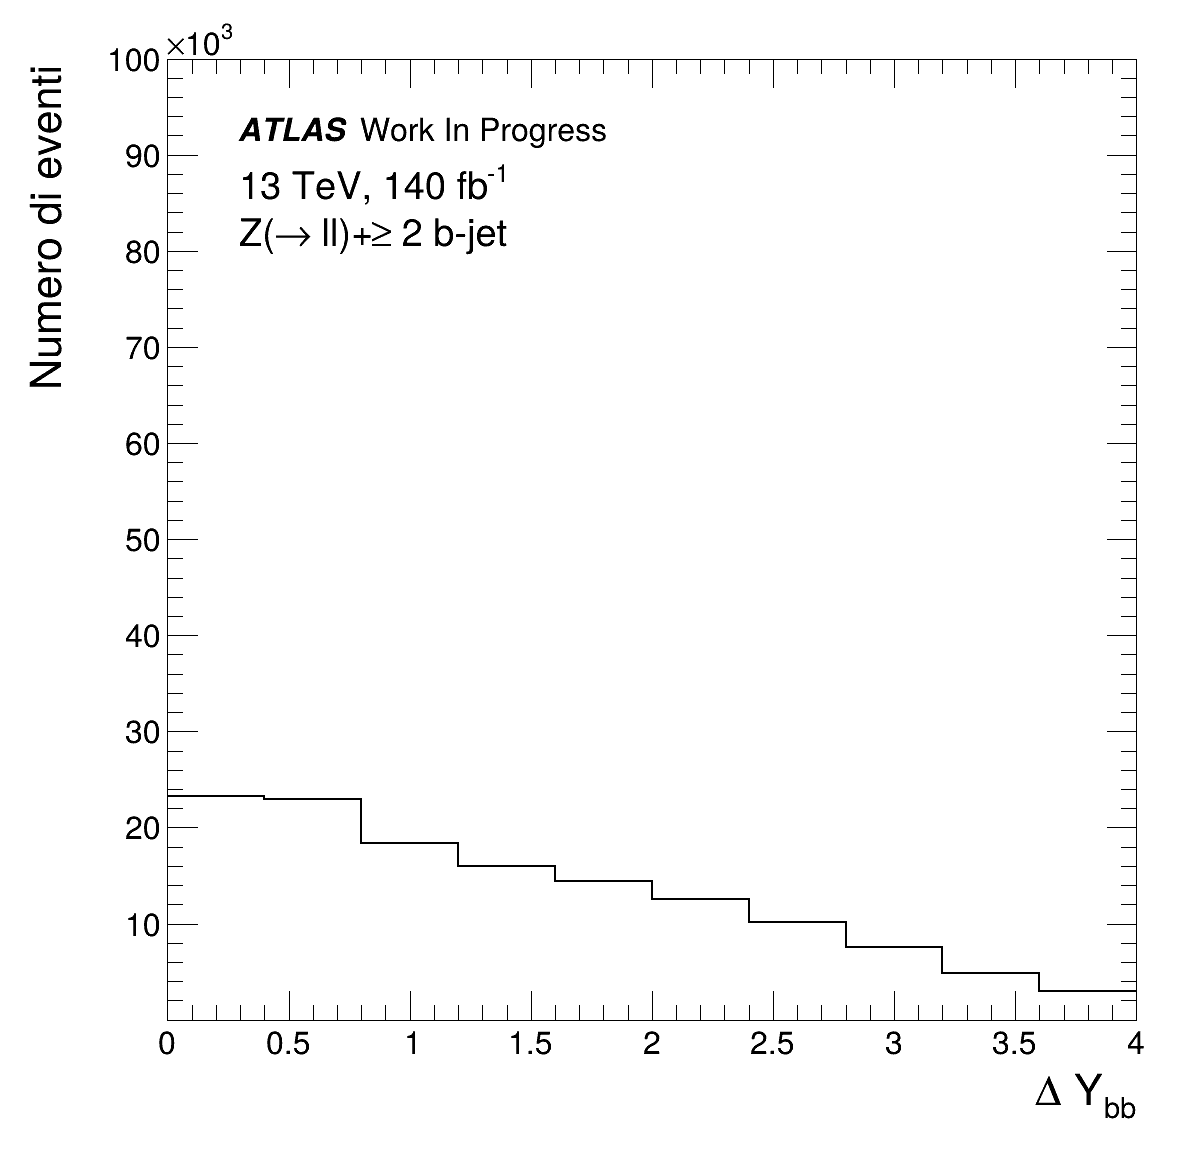 ×10³
100
90
80
70
60
50
40
30
20
10
Numero di eventi
ATLAS Work In Progress
13 TeV, 140 fb⁻¹
Z(→ ll)+≥ 2 b-jet
0 0.5 1 1.5 2 2.5 3 3.5 4
Δ Y_bb